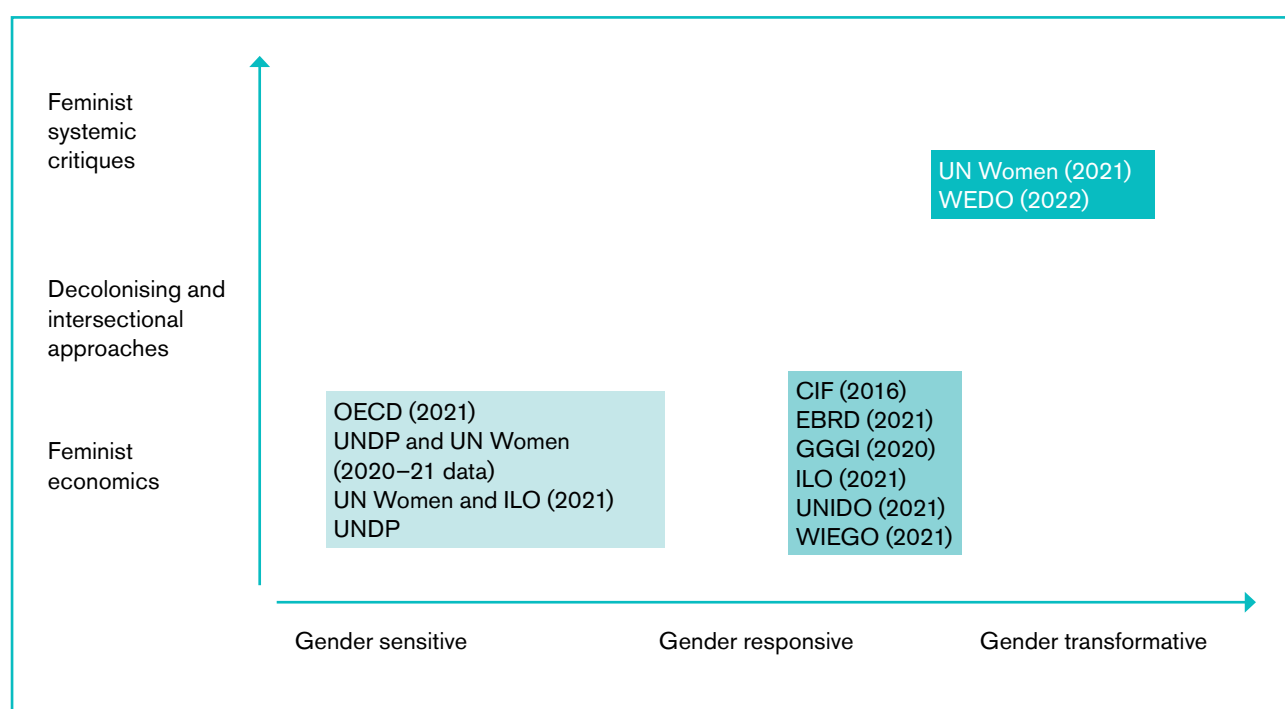 Feminist
systemic
critiques
UN Women (2021)
WEDO (2022)
Decolonising and
intersectional
approaches
OECD (2021)
UNDP and UN Women
(2020–21 data)
UN Women and ILO (2021)
UNDP
CIF (2016)
EBRD (2021)
GGGI (2020)
ILO (2021)
UNIDO (2021)
WIEGO (2021)
Feminist
economics
Gender sensitive
Gender responsive
Gender transformative